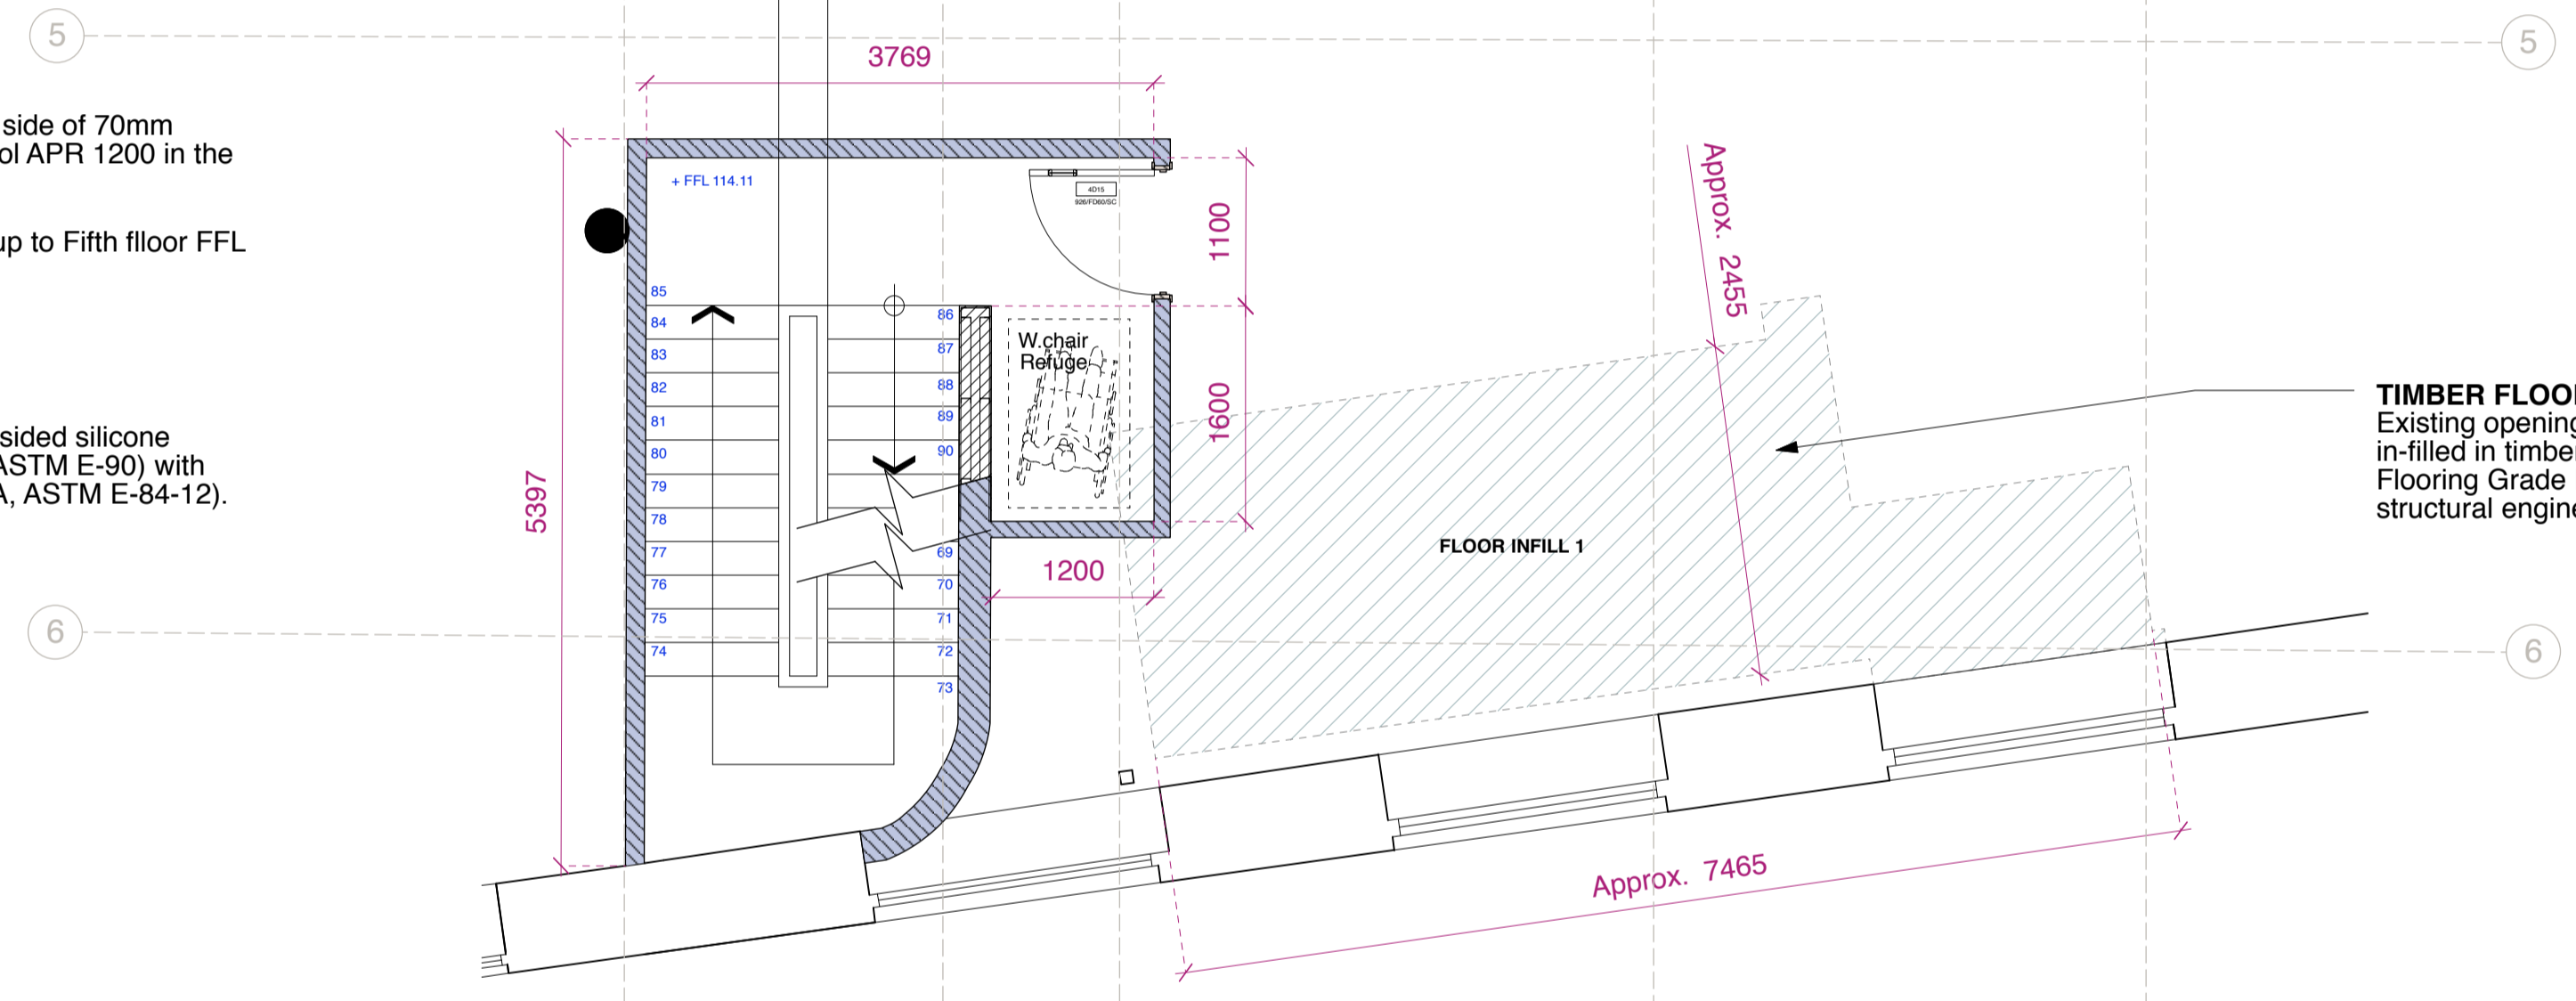 5
5
3769
side of 70mm
ol APR 1200 in the
up to Fifth flloor FFL
sided silicone
ASTM E-90) with
A, ASTM E-84-12).
+ FFL 114.11
4D15
926/FD60/SC
1100
1600
1200
5397
W.chair
Refuge
85
84
83
82
81
80
79
78
77
76
75
74
86
87
88
89
90
69
70
71
72
73
Approx. 2455
FLOOR INFILL 1
TIMBER FLOO
Existing opening
in-filled in timbe
Flooring Grade
structural engine
6
6
Approx. 7465